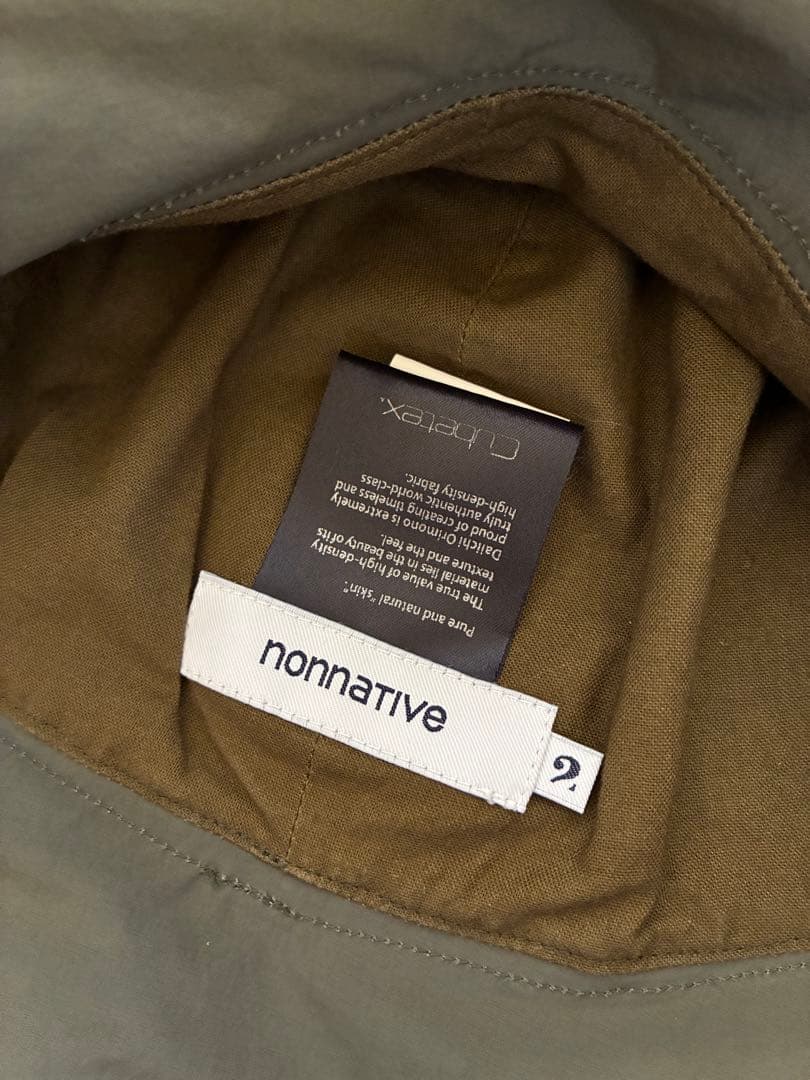 nonnative
2
Cubetex.
Pure and natural "skin".
The true value of high-density
material lies in the beauty of its
texture and the feel.
Daiichi Orimono is extremely
proud of creating timeless and
truly authentic world-class
high-density fabric.